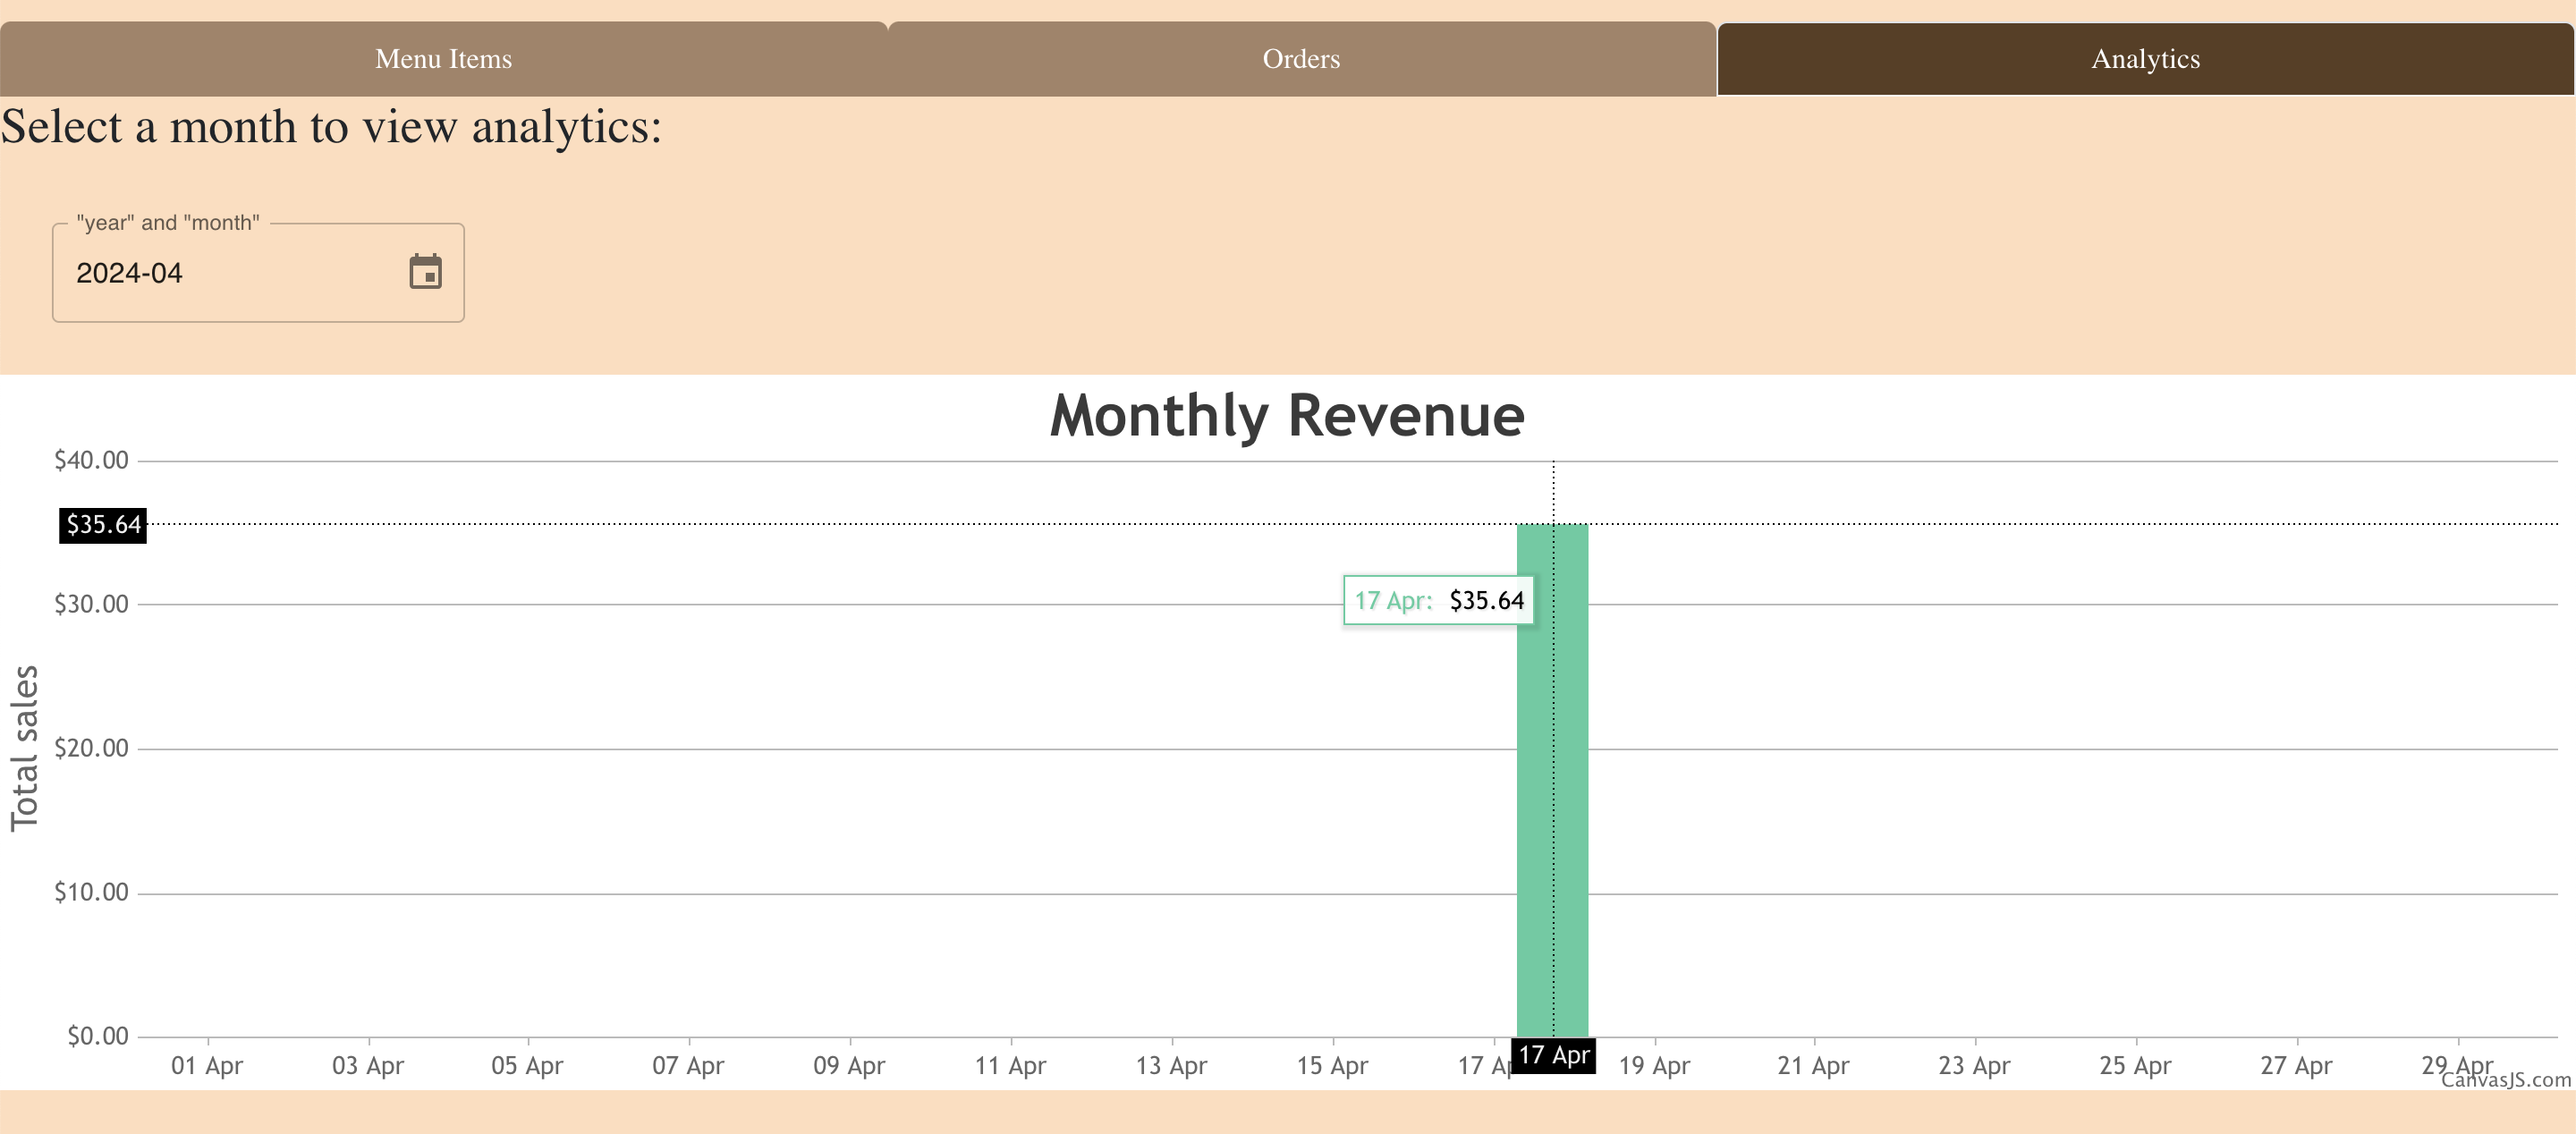 Menu Items Orders Analytics
Select a month to view analytics:
"year" and "month"
2024-04
Monthly Revenue
$40.00
$35.64
17 Apr: $35.64
$30.00
Total sales
$20.00
$10.00
$0.00
01 Apr 03 Apr 05 Apr 07 Apr 09 Apr 11 Apr 13 Apr 15 Apr 17 Ap 17 Apr 19 Apr 21 Apr 23 Apr 25 Apr 27 Apr 29 Apr
CanvasJS.com